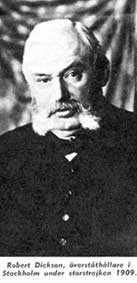 Robert Dickson, överståthållare i
Stockholm under storstrejken 1909.